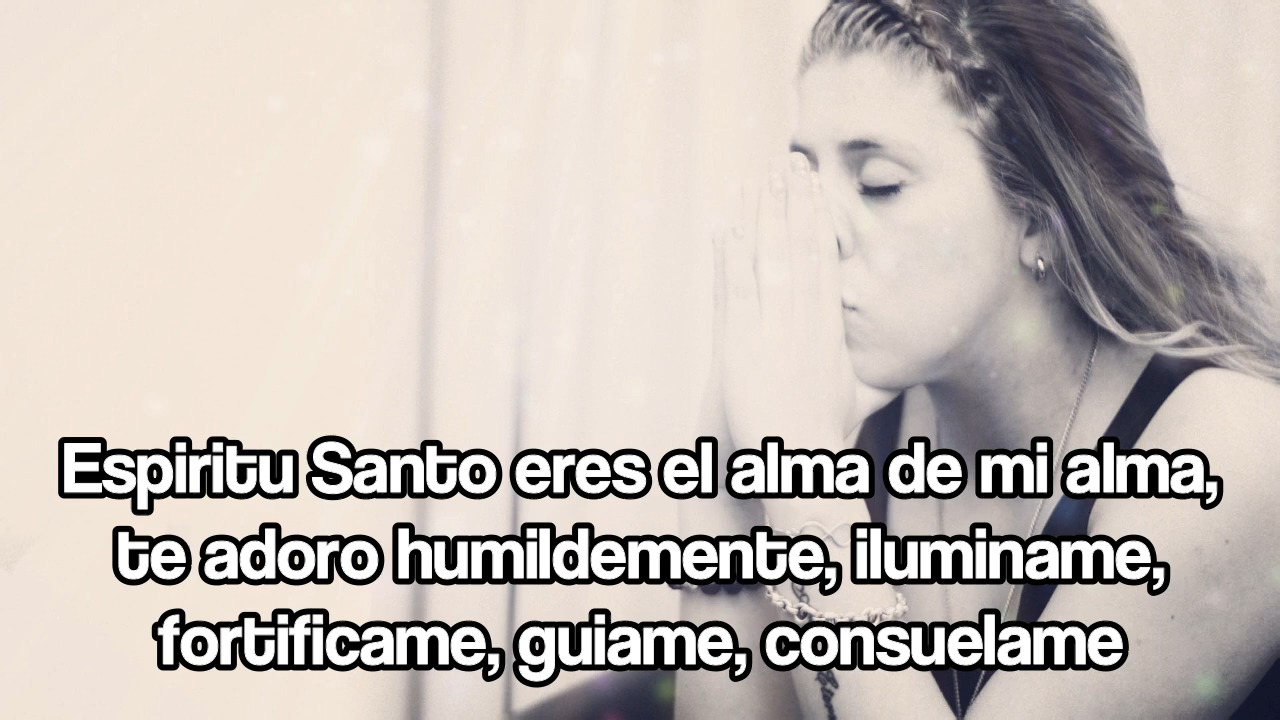 Espiritu Santo eres el alma de mi alma,
te adoro humildemente, iluminame,
fortificame, guiame, consuelame